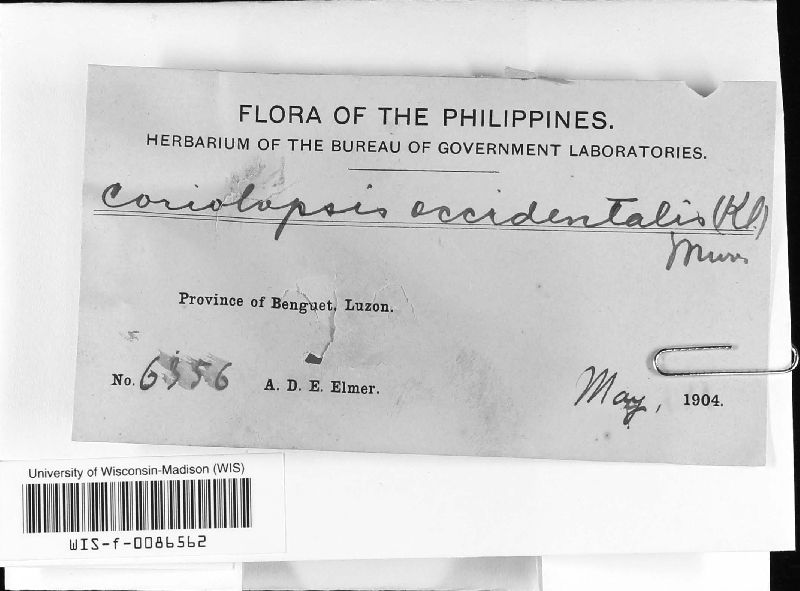 FLORA OF THE PHILIPPINES.
HERBARIUM OF THE BUREAU OF GOVERNMENT LABORATORIES.
Coriolopsis occidentalis (Kl.)
Murr
Province of Benguet, Luzon.
No. 6356 A. D. E. Elmer. May, 1904.
University of Wisconsin-Madison (WIS)
WIS-f-0086562